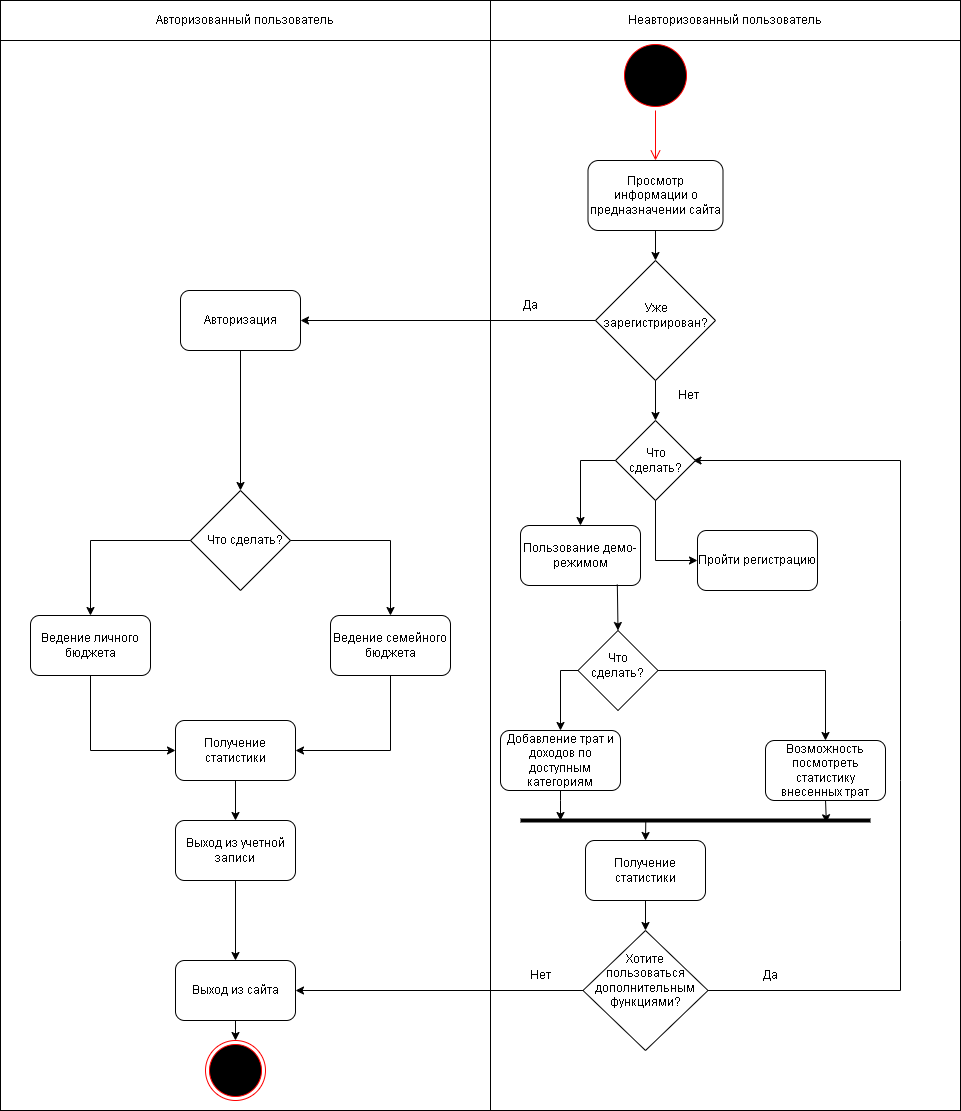 Авторизованный пользователь
Неавторизованный пользователь
Просмотр
информации о
предназначении сайта
Да
Уже
зарегистрирован?
Авторизация
Нет
Что
сделать?
Что сделать?
Пользование демо-
режимом
Пройти регистрацию
Ведение личного
бюджета
Ведение семейного
бюджета
Что
сделать?
Получение
статистики
Добавление трат и
доходов по
доступным
категориям
Возможность
посмотреть
статистику
внесенных трат
Выход из учетной
записи
Получение
статистики
Выход из сайта
Нет
Хотите
пользоваться
дополнительным
функциями?
Да